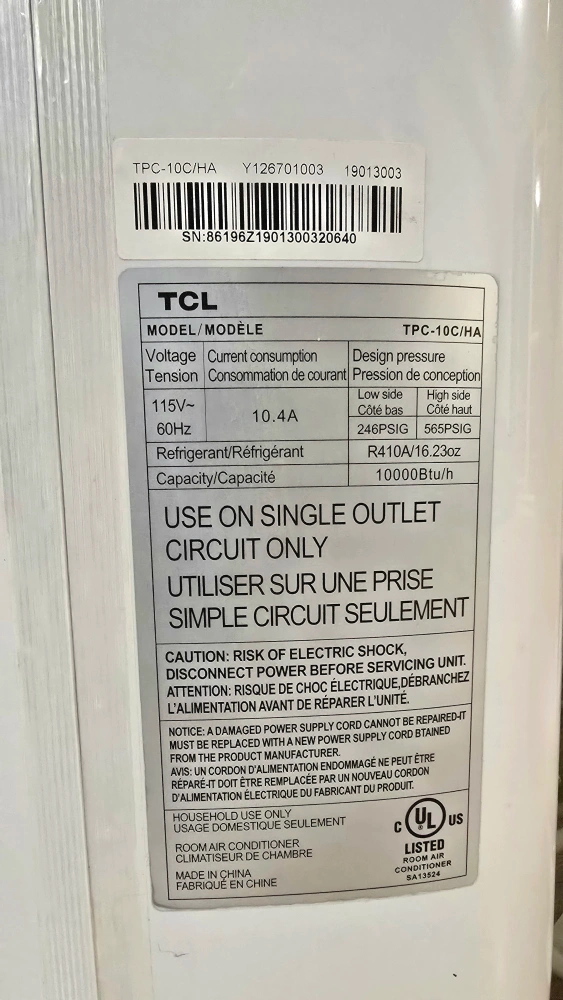 TPC-10C/HA Y126701003 19013003
SN:86196Z1901300320640
TCL
MODEL/MODÈLE TPC-10C/HA
Voltage Current consumption Design pressure
Tension Consommation de courant Pression de conception
115V~ 10.4A Low side High side
Côté bas Côté haut
60Hz 246PSIG 565PSIG
Refrigerant/Réfrigérant R410A/16.23oz
Capacity/Capacité 10000Btu/h
USE ON SINGLE OUTLET
CIRCUIT ONLY
UTILISER SUR UNE PRISE
SIMPLE CIRCUIT SEULEMENT
CAUTION: RISK OF ELECTRIC SHOCK,
DISCONNECT POWER BEFORE SERVICING UNIT.
ATTENTION: RISQUE DE CHOC ÉLECTRIQUE,DÉBRANCHEZ
L'ALIMENTATION AVANT DE RÉPARER L'UNITÉ.
NOTICE: A DAMAGED POWER SUPPLY CORD CANNOT BE REPAIRED-IT
MUST BE REPLACED WITH A NEW POWER SUPPLY CORD BTAINED
FROM THE PRODUCT MANUFACTURER.
AVIS: UN CORDON D'ALIMENTATION ENDOMMAGÉ NE PEUT ÊTRE
RÉPARÉ-IT DOIT ÊTRE REMPLACÉE PAR UN NOUVEAU CORDON
D'ALIMENTATION ÉLECTRIQUE DU FABRICANT DU PRODUIT.
HOUSEHOLD USE ONLY
USAGE DOMESTIQUE SEULEMENT
ROOM AIR CONDITIONER
CLIMATISEUR DE CHAMBRE
MADE IN CHINA
FABRIQUÉ EN CHINE
C UL US
LISTED
ROOM AIR
CONDITIONER
SA13524